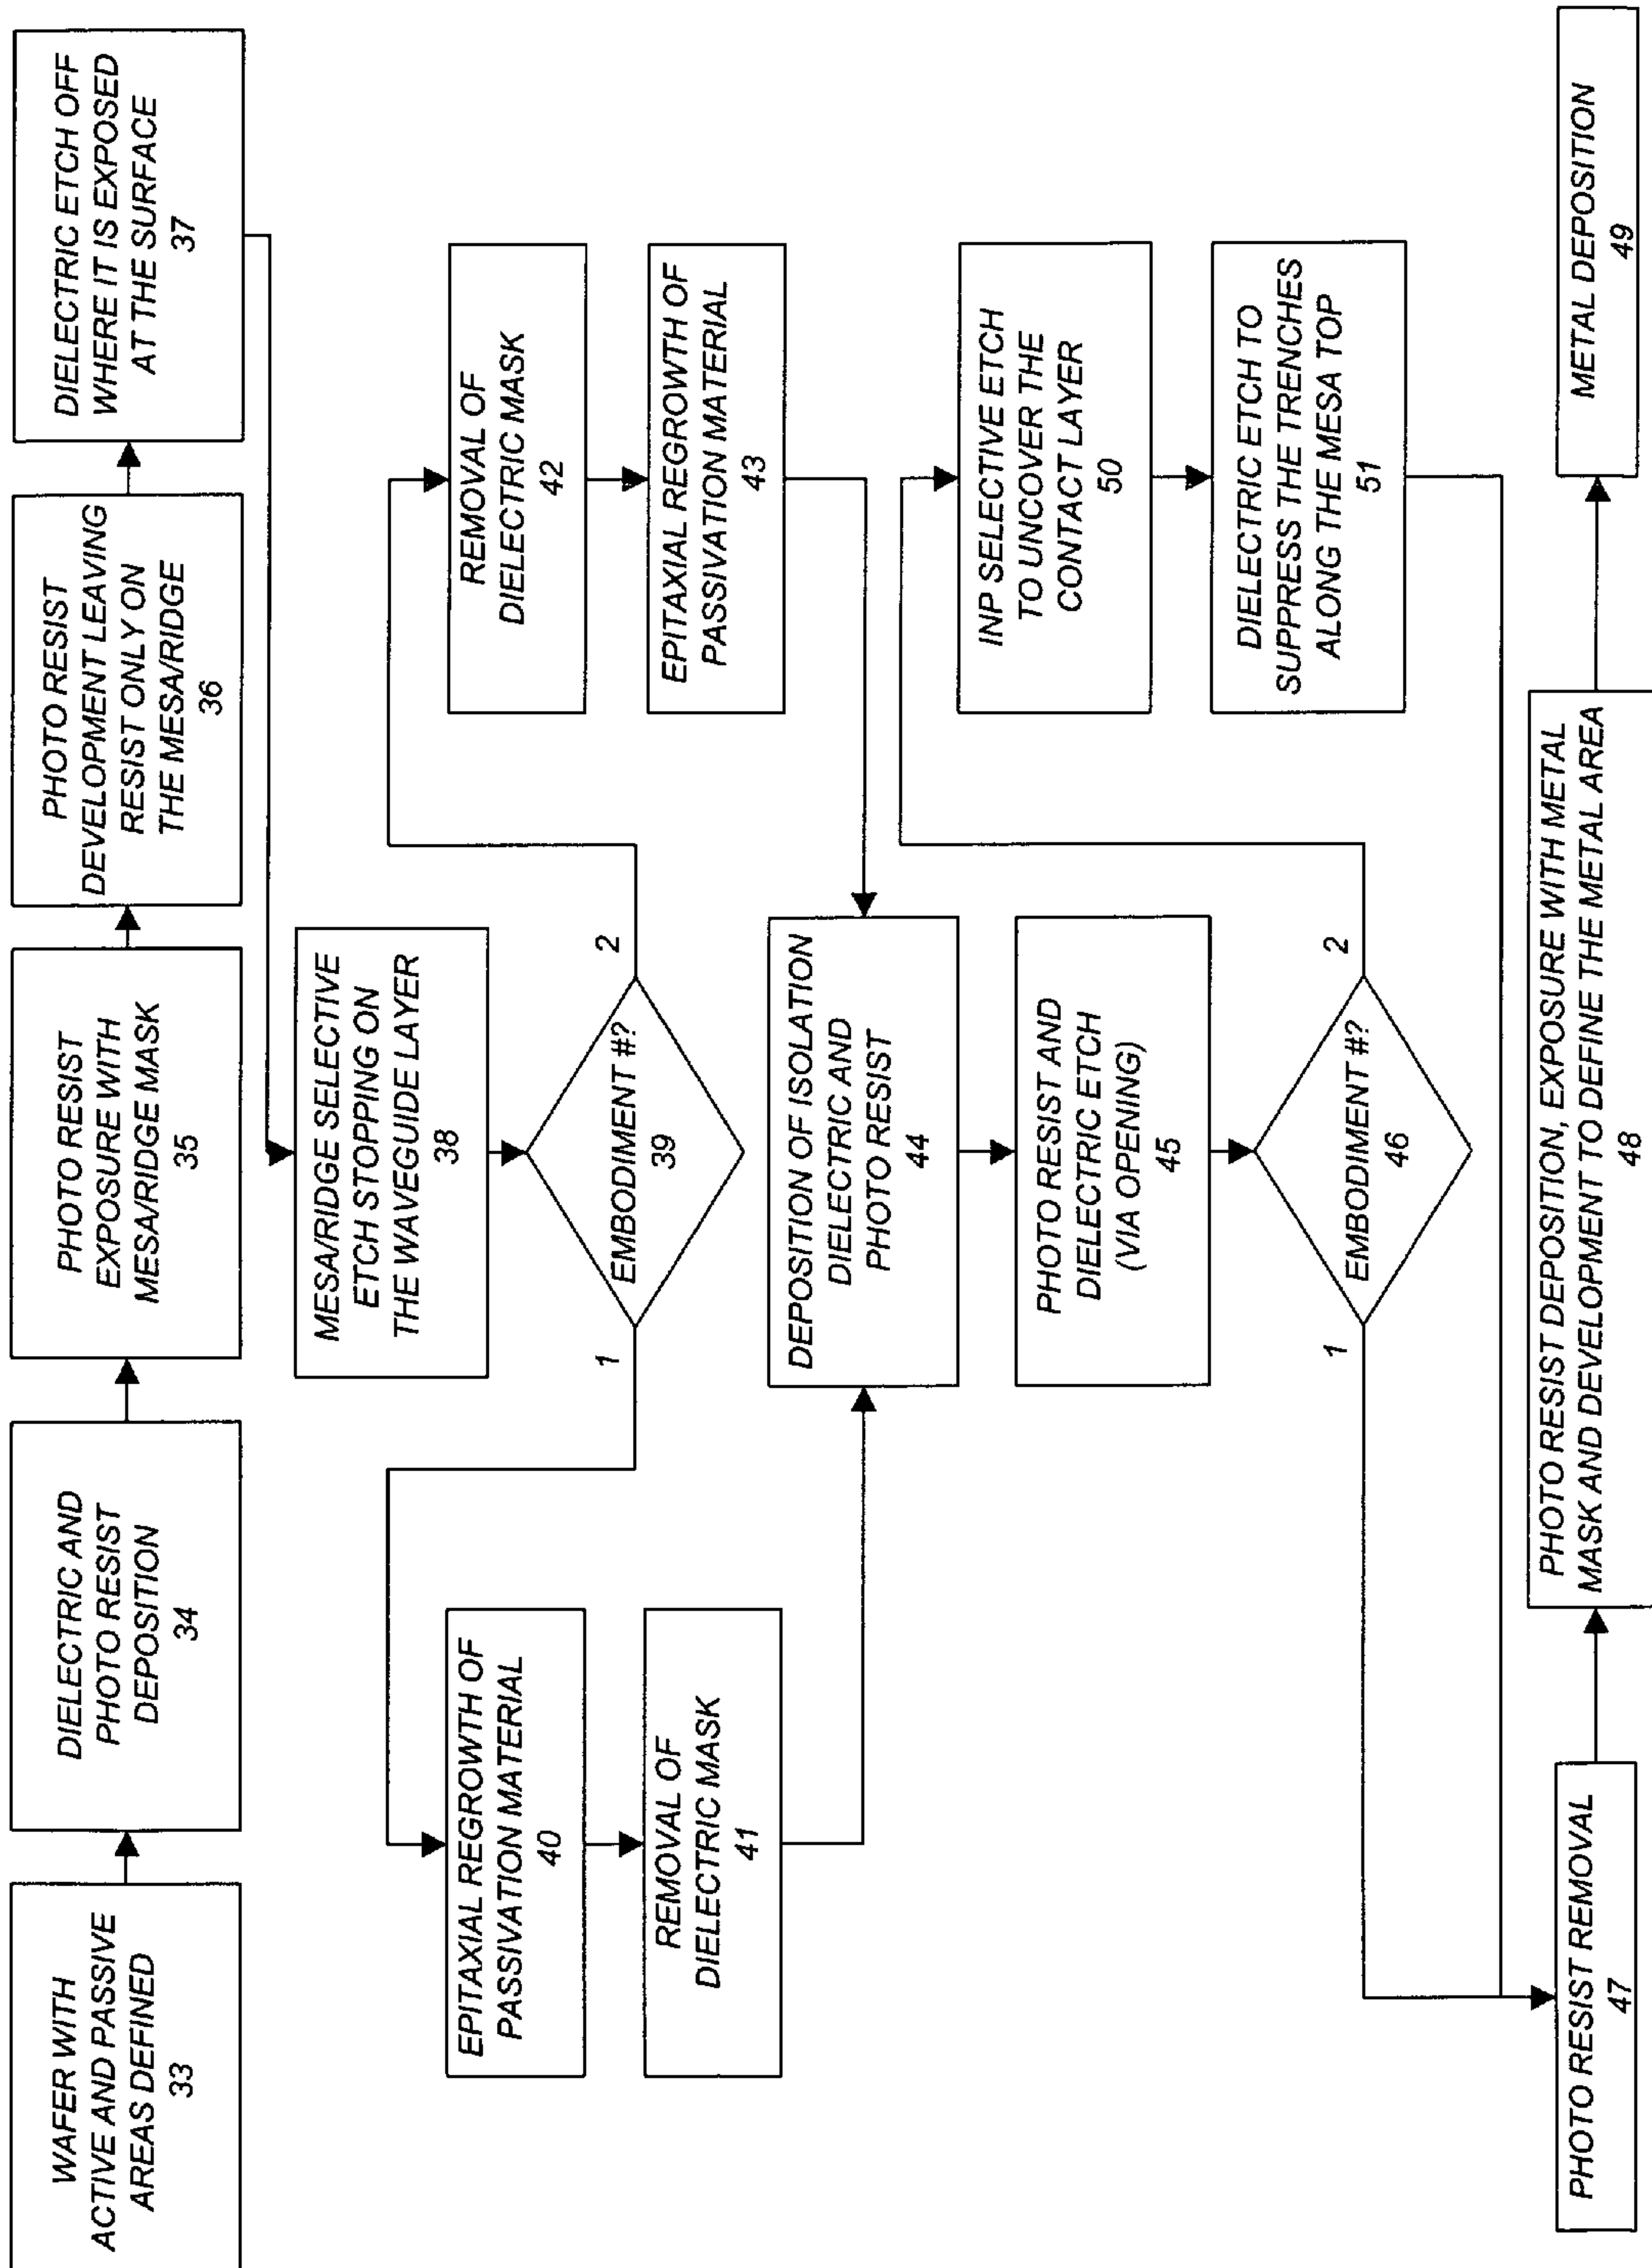 WAFER WITH
ACTIVE AND PASSIVE
AREAS DEFINED
33
DIELECTRIC AND
PHOTO RESIST
DEPOSITION
34
PHOTO RESIST
EXPOSURE WITH
MESA/RIDGE MASK
35
PHOTO RESIST
DEVELOPMENT LEAVING
RESIST ONLY ON
THE MESA/RIDGE
36
DIELECTRIC ETCH OFF
WHERE IT IS EXPOSED
AT THE SURFACE
37
MESA/RIDGE SELECTIVE
ETCH STOPPING ON
THE WAVEGUIDE LAYER
38
EMBODIMENT #?
39
1
2
EPITAXIAL REGROWTH OF
PASSIVATION MATERIAL
40
REMOVAL OF
DIELECTRIC MASK
41
REMOVAL OF
DIELECTRIC MASK
42
EPITAXIAL REGROWTH OF
PASSIVATION MATERIAL
43
DEPOSITION OF ISOLATION
DIELECTRIC AND
PHOTO RESIST
44
PHOTO RESIST AND
DIELECTRIC ETCH
(VIA OPENING)
45
EMBODIMENT #?
46
1
2
INP SELECTIVE ETCH
TO UNCOVER THE
CONTACT LAYER
50
DIELECTRIC ETCH TO
SUPPRESS THE TRENCHES
ALONG THE MESA TOP
51
PHOTO RESIST REMOVAL
47
PHOTO RESIST DEPOSITION, EXPOSURE WITH METAL
MASK AND DEVELOPMENT TO DEFINE THE METAL AREA
48
METAL DEPOSITION
49